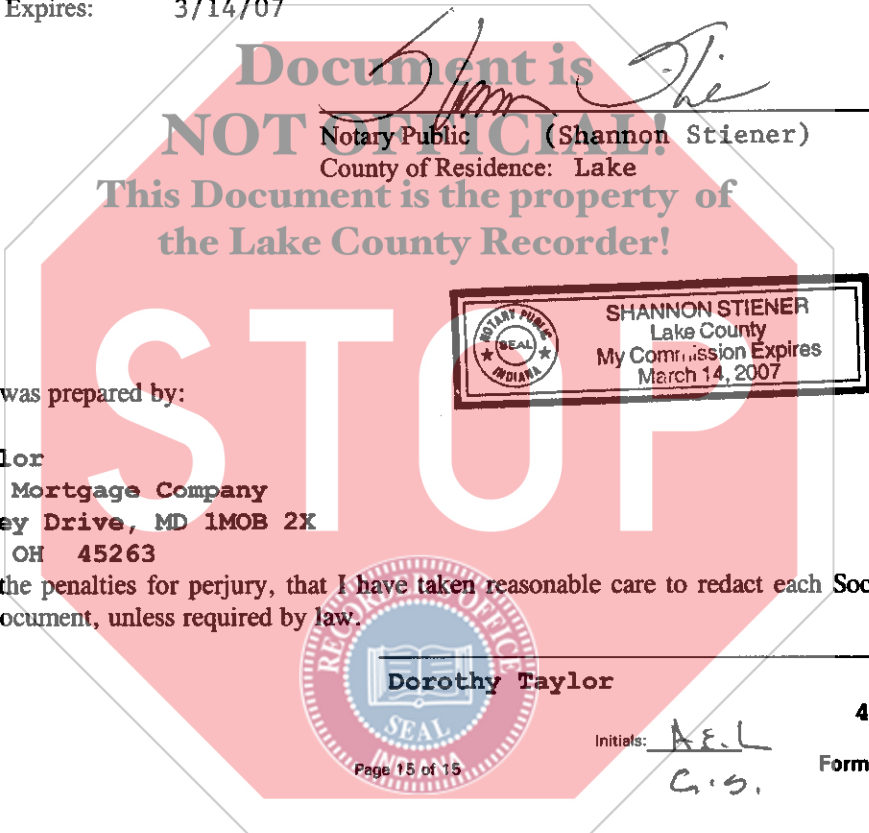 Expires: 3/14/07
Document is
NOT OFFICIAL!
Notary Public (Shannon Stiener)
County of Residence: Lake
This Document is the property of
the Lake County Recorder!
STOP
NOTARY PUBLIC
SEAL
INDIANA
SHANNON STIENER
Lake County
My Commission Expires
March 14, 2007
was prepared by:
lor
Mortgage Company
ey Drive, MD 1MOB 2X
OH 45263
the penalties for perjury, that I have taken reasonable care to redact each Soc
ocument, unless required by law.
RECORDER'S OFFICE
SEAL
INDIANA
Dorothy Taylor
4
Initials: A.E.L
G.S.
Page 15 of 15
Form